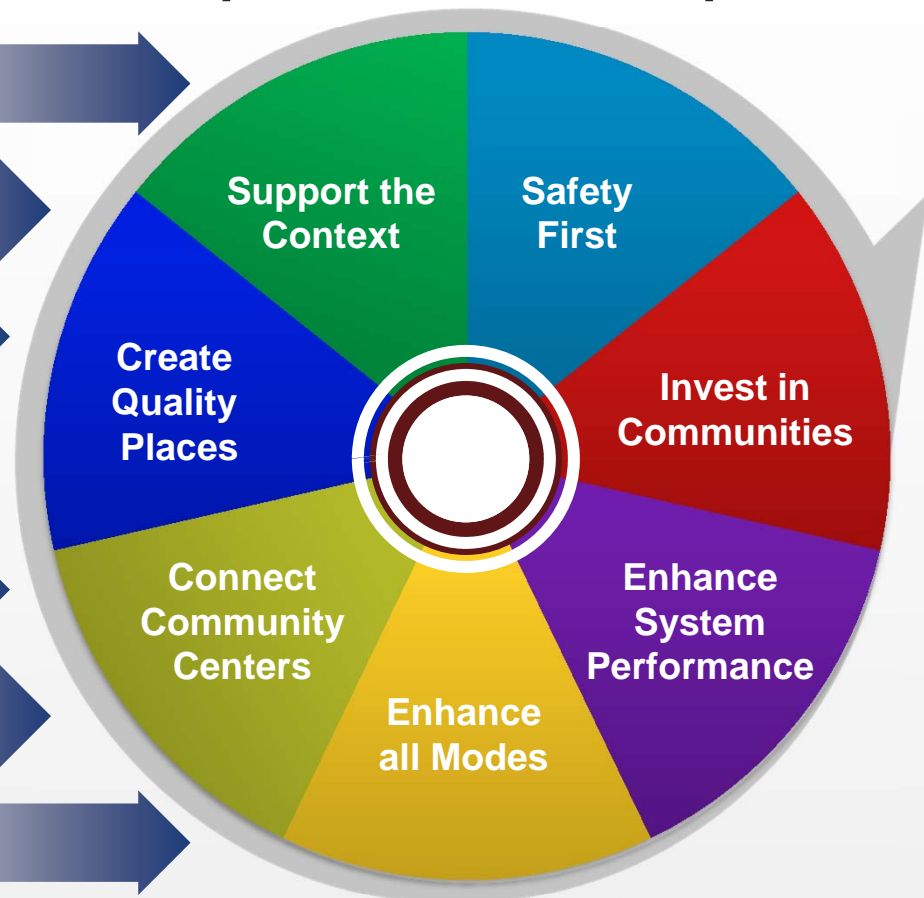 Support the
Context
Safety
First
Create
Quality
Places
Invest in
Communities
Connect
Community
Centers
Enhance
System
Performance
Enhance
all Modes